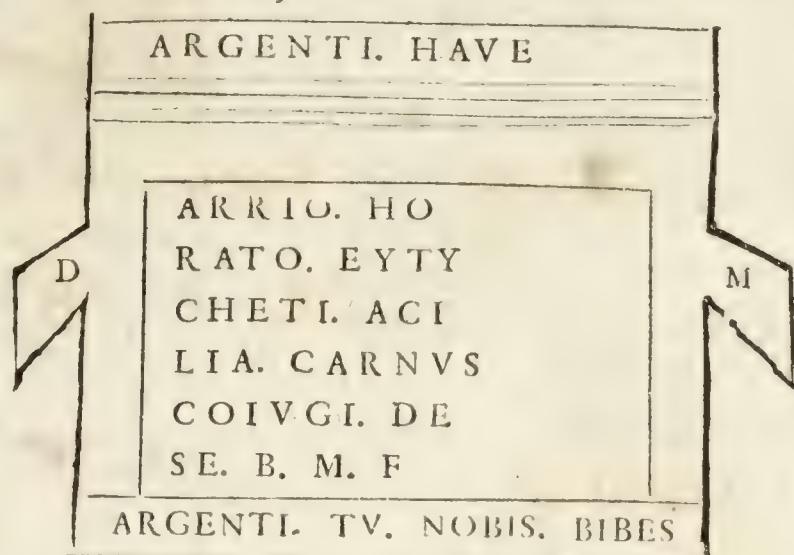 ARGENTI. HAVE
ARRIO. HO
RATO. EYTY
D
M
CHETI. ACI
LIA. CARNVS
COIVGI. DE
SE. B. M. F
ARGENTI. TV. NOBIS. BIBES